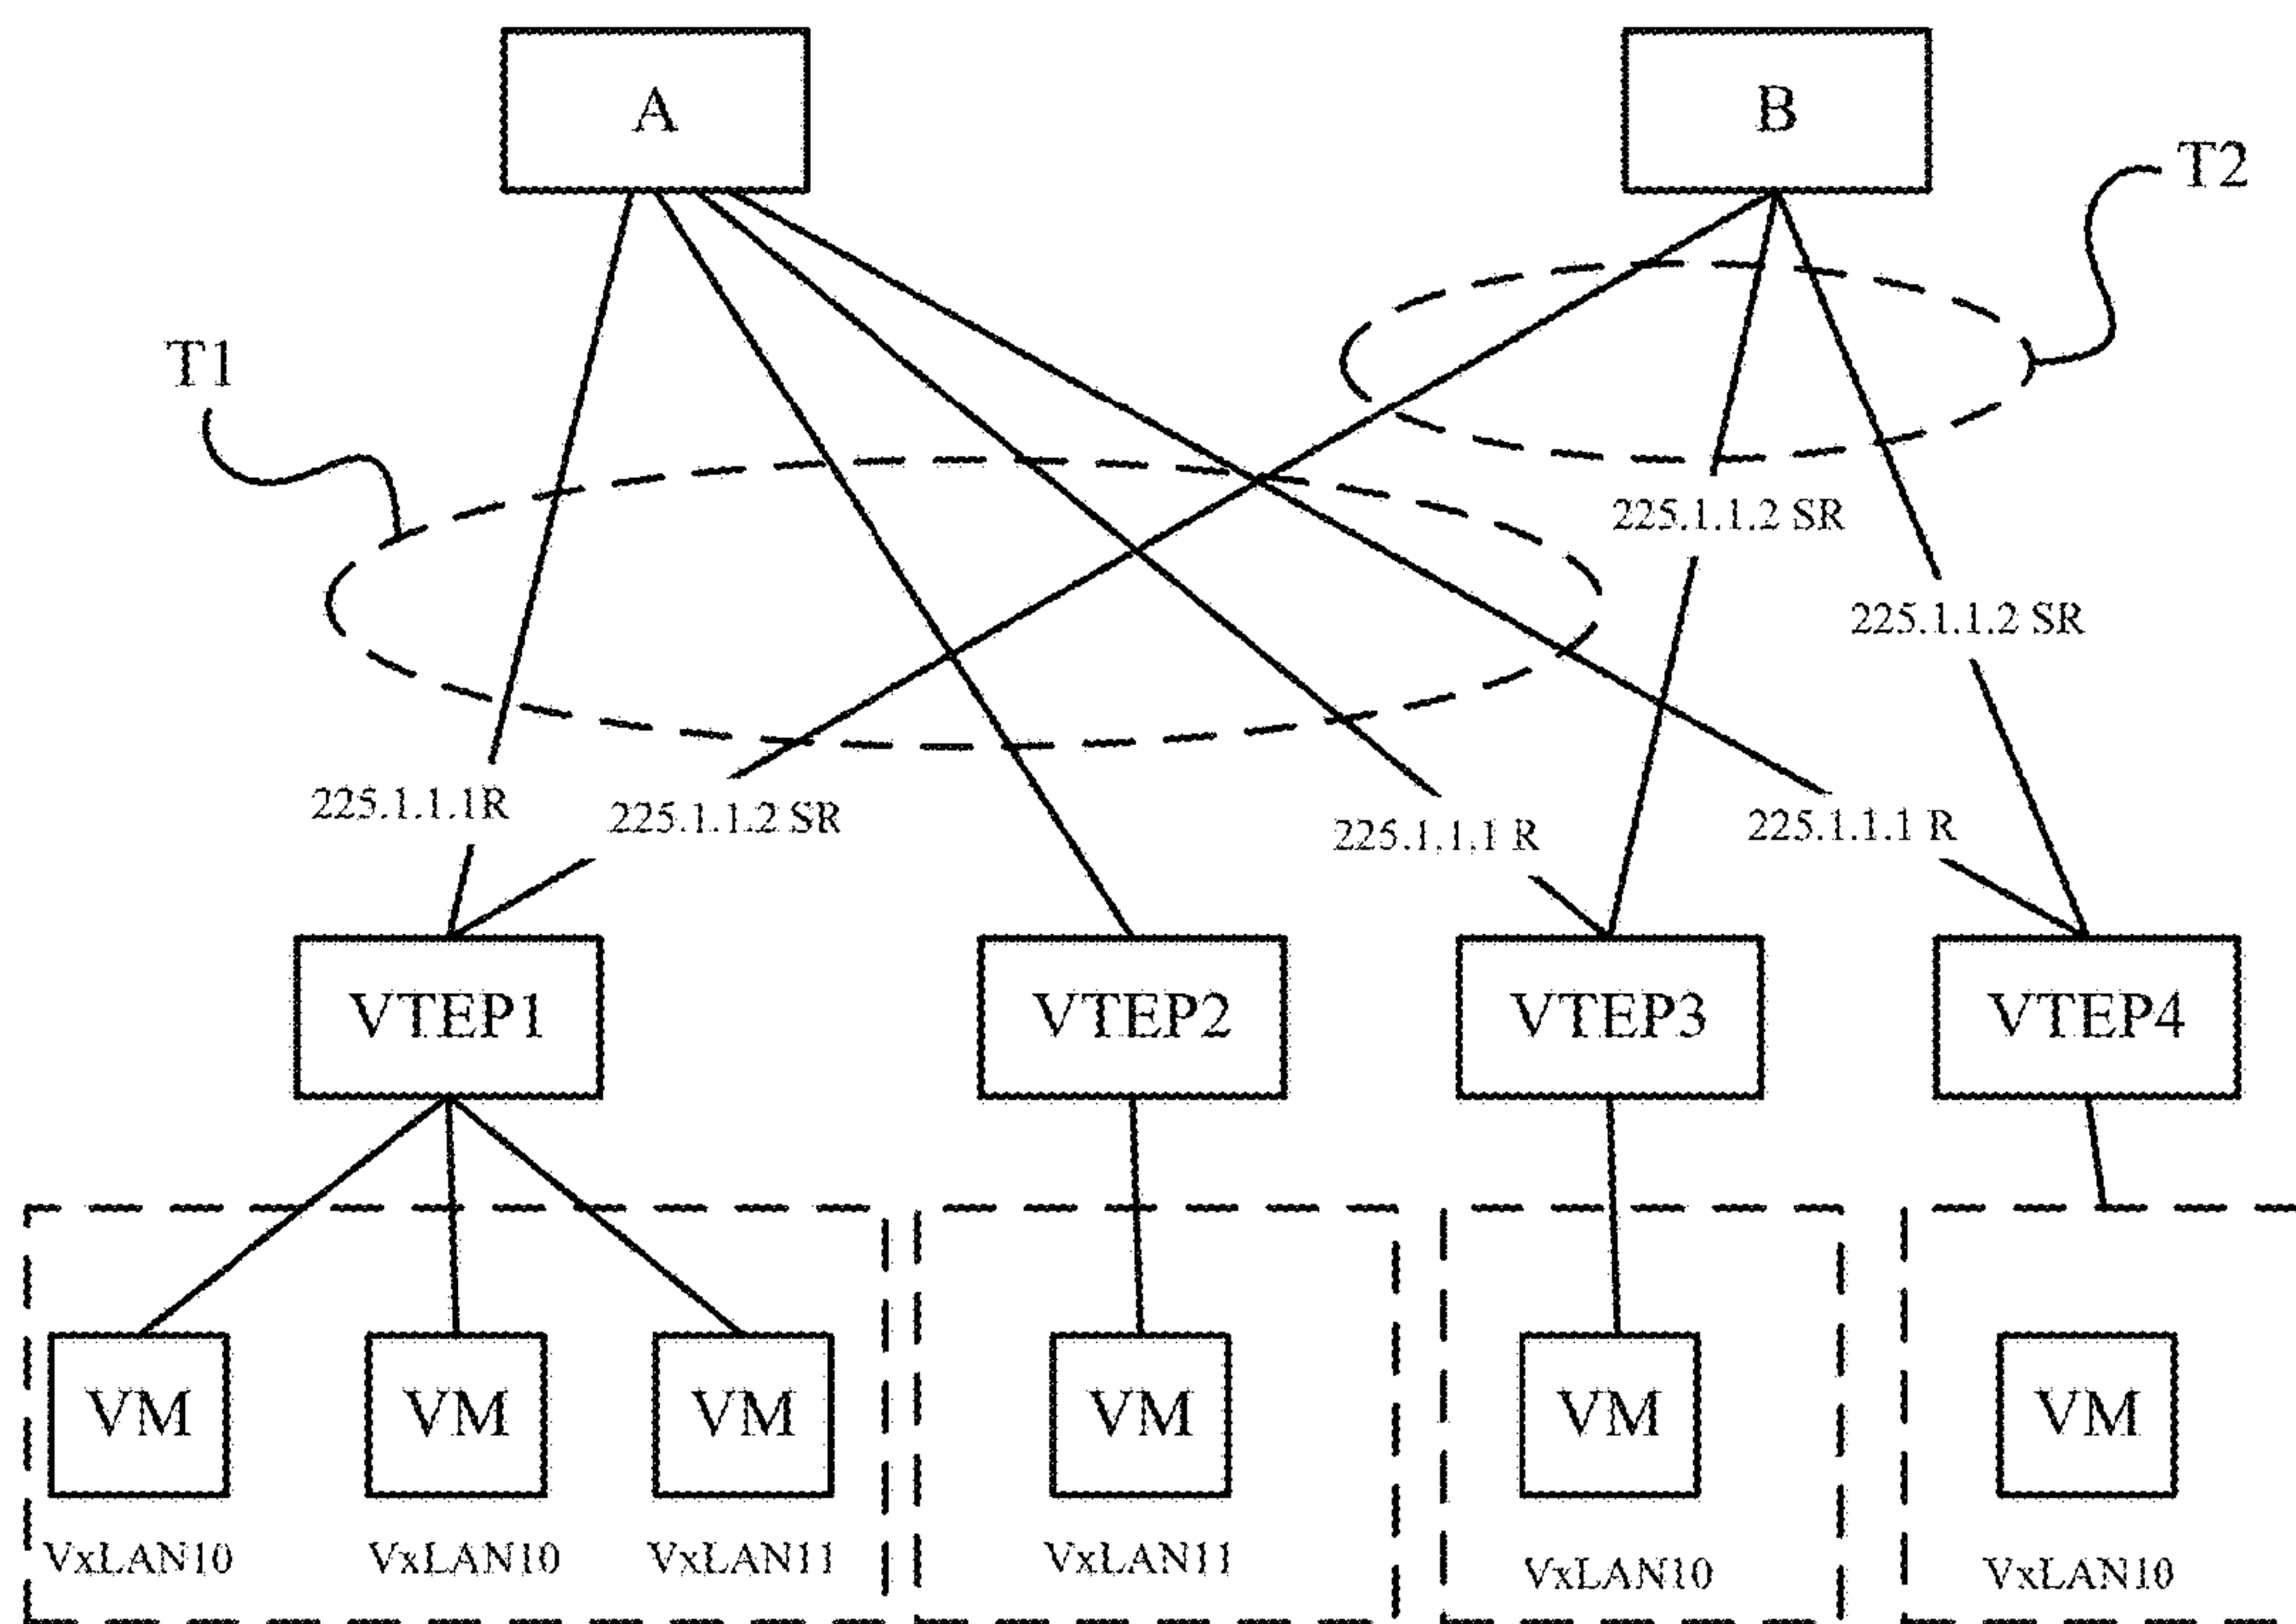 A
B
T2
T1
225.1.1.2 SR
225.1.1.2 SR
225.1.1.1R
225.1.1.2 SR
225.1.1.1 R
225.1.1.1 R
VTEP1
VTEP2
VTEP3
VTEP4
VM
VM
VM
VM
VM
VM
VxLAN10
VxLAN10
VxLAN11
VxLAN11
VxLAN10
VxLAN10